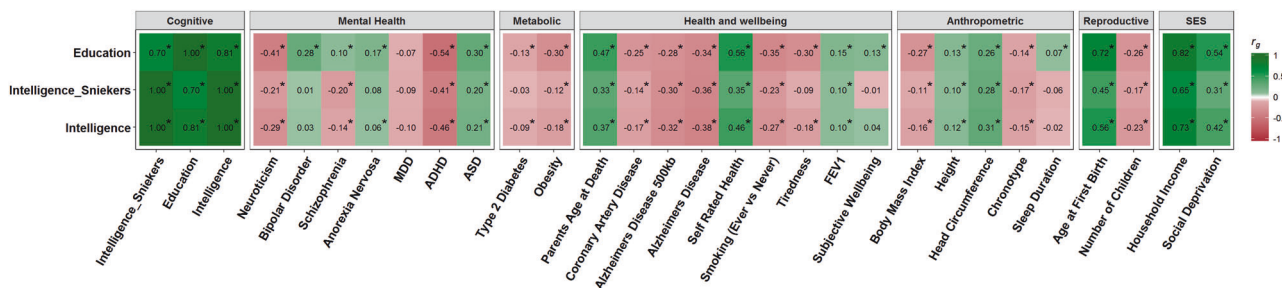 Cognitive Mental Health Metabolic Health and wellbeing Anthropometric Reproductive SES
Education 0.70* 1.00* 0.81* -0.41* 0.28* 0.10* 0.17* -0.07 -0.54* 0.30* -0.13* -0.30* 0.47* -0.25* -0.28* -0.34* 0.56* -0.35* -0.30* 0.15* 0.13* -0.27* 0.13* 0.26* -0.14* 0.07* 0.72* -0.26* 0.82* 0.54*
Intelligence_Sniekers 1.00* 0.70* 1.00* -0.21* 0.01 -0.20* 0.08 -0.09 -0.41* 0.20* -0.03 -0.12* 0.33* -0.14* -0.30* -0.36* 0.35* -0.23* -0.09 0.10* -0.01 -0.11* 0.10* 0.28* -0.17* -0.06 0.45* -0.17* 0.65* 0.31*
Intelligence 1.00* 0.81* 1.00* -0.29* 0.03 -0.14* 0.06* -0.10 -0.46* 0.21* -0.09* -0.18* 0.37* -0.17* -0.32* -0.38* 0.46* -0.27* -0.18* 0.10* 0.04 -0.16* 0.12* 0.31* -0.15* -0.02 0.56* -0.23* 0.73* 0.42*
Intelligence_Sniekers
Education
Intelligence
Neuroticism
Bipolar Disorder
Schizophrenia
Anorexia Nervosa
MDD
ADHD
ASD
Type 2 Diabetes
Obesity
Parents Age at Death
Coronary Artery Disease
Alzheimers Disease 500kb
Alzheimers Disease
Self Rated Health
Smoking (Ever vs Never)
Tiredness
FEV1
Subjective Wellbeing
Body Mass Index
Height
Head Circumference
Chronotype
Sleep Duration
Age at First Birth
Number of Children
Household Income
Social Deprivation
rg
1.0
0.5
0.0
-0.5
-1.0